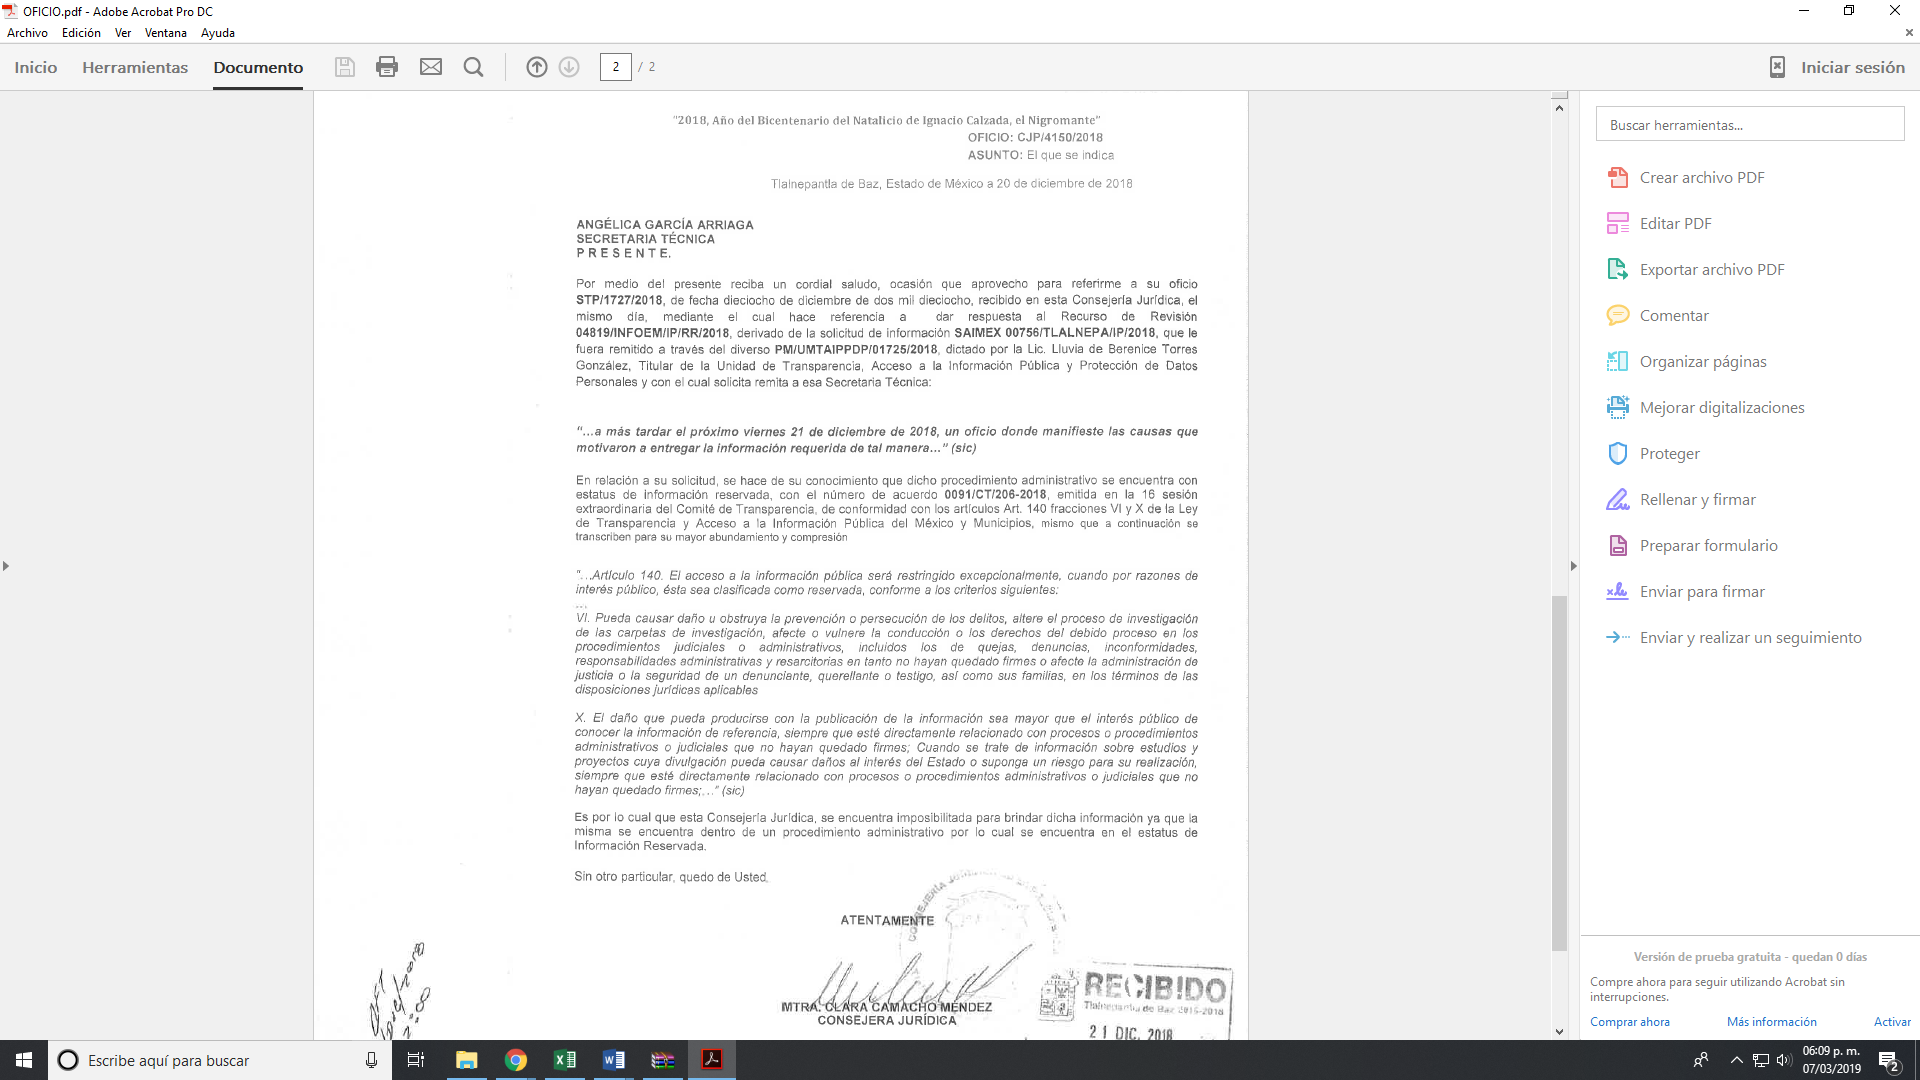 OFICIO.pdf - Adobe Acrobat Pro DC
Archivo Edición Ver Ventana Ayuda
Inicio Herramientas Documento 2 / 2 Iniciar sesión
"2018, Año del Bicentenario del Natalicio de Ignacio Calzada, el Nigromante"
OFICIO: CJP/4150/2018
ASUNTO: El que se indica
Tlalnepantla de Baz, Estado de México a 20 de diciembre de 2018
ANGÉLICA GARCÍA ARRIAGA
SECRETARIA TÉCNICA
P R E S E N T E.
Por medio del presente reciba un cordial saludo, ocasión que aprovecho para referirme a su oficio
STP/1727/2018, de fecha dieciocho de diciembre de dos mil dieciocho, recibido en esta Consejería Jurídica, el
mismo día, mediante el cual hace referencia a dar respuesta al Recurso de Revisión
04819/INFOEM/IP/RR/2018, derivado de la solicitud de información SAIMEX 00756/TLALNEPA/IP/2018, que le
fuera remitido a través del diverso PM/UMTAIPPDP/01725/2018, dictado por la Lic. Lluvia de Berenice Torres
González, Titular de la Unidad de Transparencia, Acceso a la Información Pública y Protección de Datos
Personales y con el cual solicita remita a esa Secretaria Técnica:
"...a más tardar el próximo viernes 21 de diciembre de 2018, un oficio donde manifieste las causas que
motivaron a entregar la información requerida de tal manera..." (sic)
En relación a su solicitud, se hace de su conocimiento que dicho procedimiento administrativo se encuentra con
estatus de información reservada, con el número de acuerdo 0091/CT/206-2018, emitida en la 16 sesión
extraordinaria del Comité de Transparencia, de conformidad con los artículos Art. 140 fracciones VI y X de la Ley
de Transparencia y Acceso a la Información Pública del México y Municipios, mismo que a continuación se
transcriben para su mayor abundamiento y compresión
"...Artículo 140. El acceso a la información pública será restringido excepcionalmente, cuando por razones de
interés público, ésta sea clasificada como reservada, conforme a los criterios siguientes:
...
VI. Pueda causar daño u obstruya la prevención o persecución de los delitos, altere el proceso de investigación
de las carpetas de investigación, afecte o vulnere la conducción o los derechos del debido proceso en los
procedimientos judiciales o administrativos, incluidos los de quejas, denuncias, inconformidades,
responsabilidades administrativas y resarcitorias en tanto no hayan quedado firmes o afecte la administración de
justicia o la seguridad de un denunciante, querellante o testigo, así como sus familias, en los términos de las
disposiciones jurídicas aplicables
X. El daño que pueda producirse con la publicación de la información sea mayor que el interés público de
conocer la información de referencia, siempre que esté directamente relacionado con procesos o procedimientos
administrativos o judiciales que no hayan quedado firmes; Cuando se trate de información sobre estudios y
proyectos cuya divulgación pueda causar daños al interés del Estado o suponga un riesgo para su realización,
siempre que esté directamente relacionado con procesos o procedimientos administrativos o judiciales que no
hayan quedado firmes;..." (sic)
Es por lo cual que esta Consejería Jurídica, se encuentra imposibilitada para brindar dicha información ya que la
misma se encuentra dentro de un procedimiento administrativo por lo cual se encuentra en el estatus de
Información Reservada.
Sin otro particular, quedo de Usted.
ATENTAMENTE
MTRA. CLARA CAMACHO MÉNDEZ
CONSEJERA JURÍDICA
RECIBIDO
Tlalnepantla de Baz 2016-2018
21 DIC. 2018
Buscar herramientas...
Crear archivo PDF
Editar PDF
Exportar archivo PDF
Comentar
Organizar páginas
Mejorar digitalizaciones
Proteger
Rellenar y firmar
Preparar formulario
Enviar para firmar
Enviar y realizar un seguimiento
Versión de prueba gratuita - quedan 0 días
Compre ahora para seguir utilizando Acrobat sin
interrupciones.
Comprar ahora Más información Activar
Escribe aquí para buscar
06:09 p. m.
07/03/2019
2